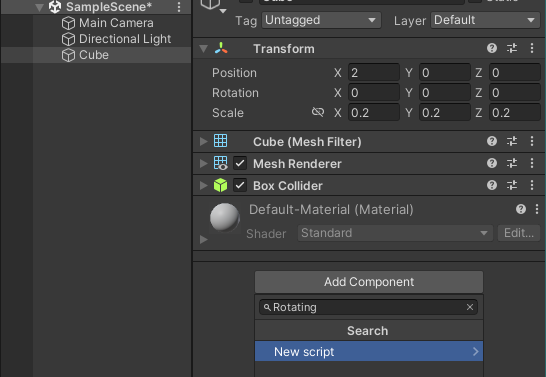 SampleScene*
Main Camera
Directional Light
Cube
Tag Untagged Layer Default
Transform
Position X 2 Y 0 Z 0
Rotation X 0 Y 0 Z 0
Scale X 0.2 Y 0.2 Z 0.2
Cube (Mesh Filter)
Mesh Renderer
Box Collider
Default-Material (Material)
Shader Standard Edit...
Add Component
Rotating
Search
New script